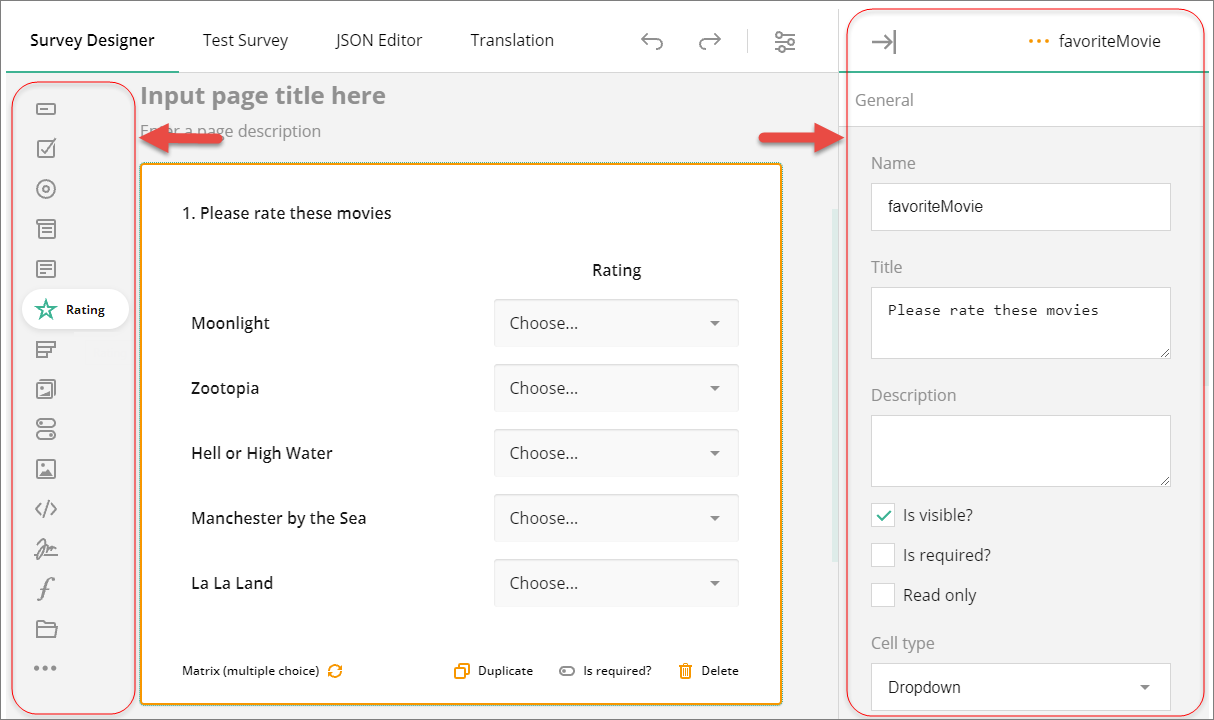 Survey Designer Test Survey JSON Editor Translation
favoriteMovie
Input page title here
Enter a page description
Rating
1. Please rate these movies
Rating
Moonlight Choose...
Zootopia Choose...
Hell or High Water Choose...
Manchester by the Sea Choose...
La La Land Choose...
Matrix (multiple choice) Duplicate Is required? Delete
General
Name
favoriteMovie
Title
Please rate these movies
Description
Is visible?
Is required?
Read only
Cell type
Dropdown